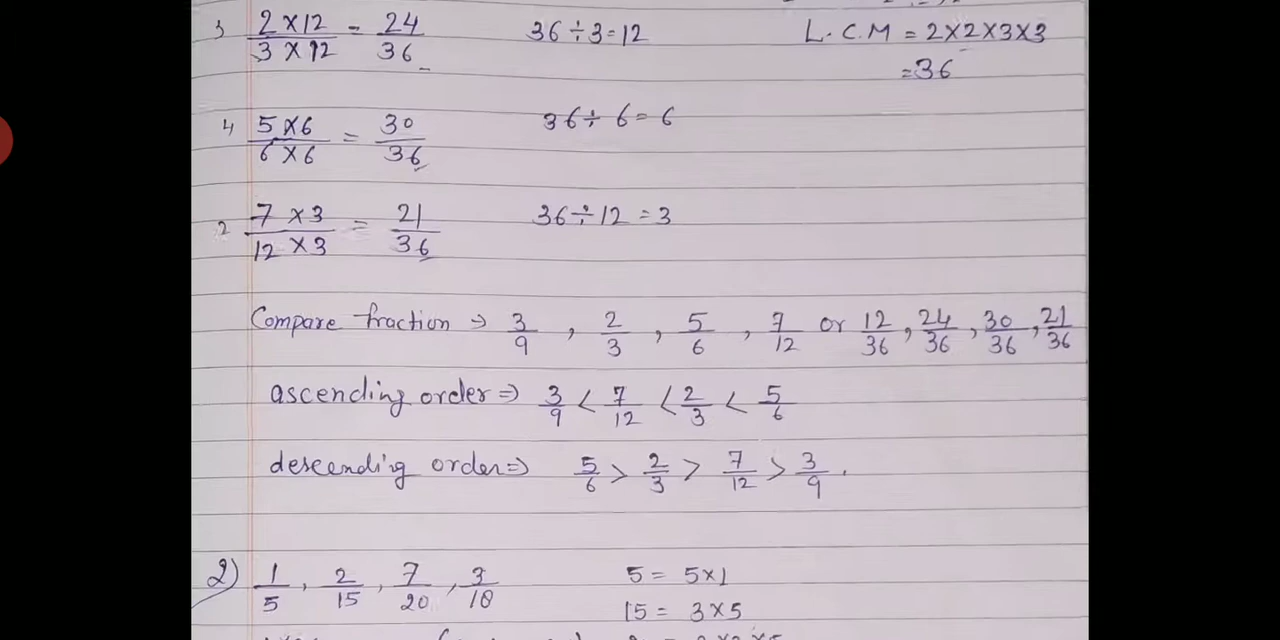 3 2×12/3×12 = 24/36 36÷3=12 L.C.M = 2×2×3×3
=36
4 5×6/6×6 = 30/36 36÷6=6
2 7×3/12×3 = 21/36 36÷12=3
Compare fraction → 3/9, 2/3, 5/6, 7/12 or 12/36, 24/36, 30/36, 21/36
ascending order ⇒ 3/9 < 7/12 < 2/3 < 5/6
descending order ⇒ 5/6 > 2/3 > 7/12 > 3/9.
2) 1/5, 2/15, 7/20, 3/10 5 = 5×1
15 = 3×5